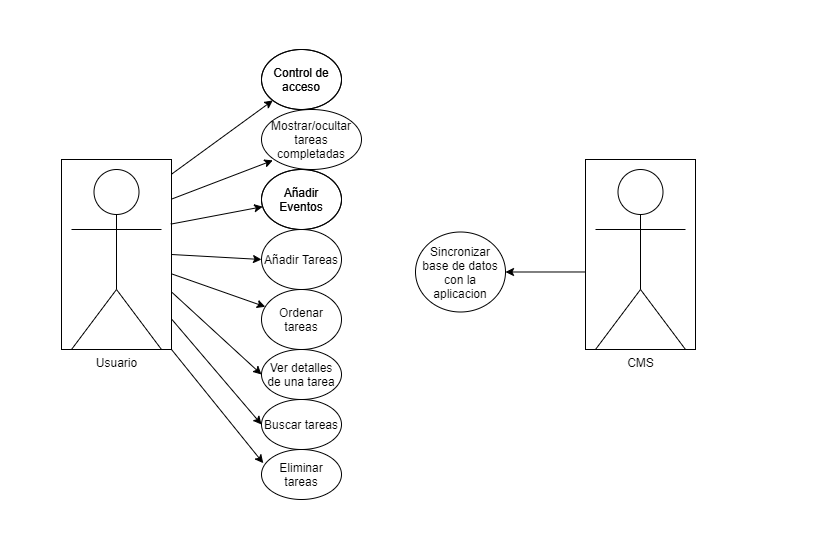 Control de
acceso
Mostrar/ocultar
tareas
completadas
Añadir
Eventos
Añadir Tareas
Ordenar
tareas
Ver detalles
de una tarea
Buscar tareas
Eliminar
tareas
Usuario
Sincronizar
base de datos
con la
aplicacion
CMS